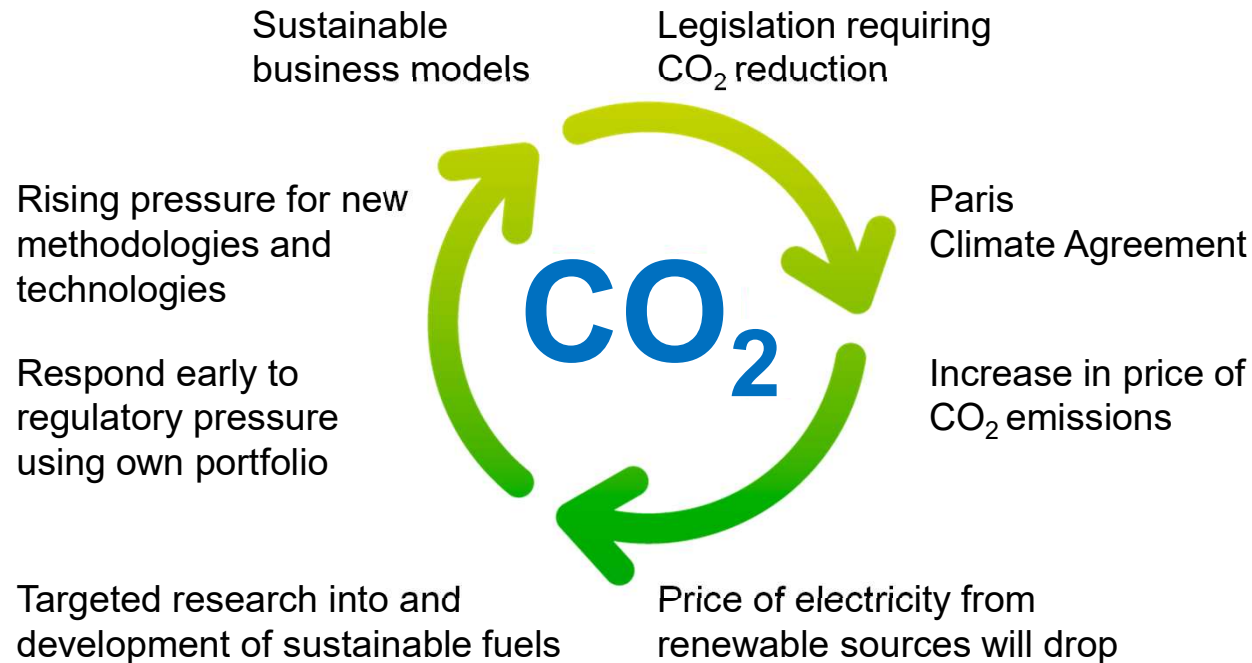 Sustainable
business models
Legislation requiring
CO₂ reduction
Rising pressure for new
methodologies and
technologies
Paris
Climate Agreement
CO₂
Respond early to
regulatory pressure
using own portfolio
Increase in price of
CO₂ emissions
Targeted research into and
development of sustainable fuels
Price of electricity from
renewable sources will drop